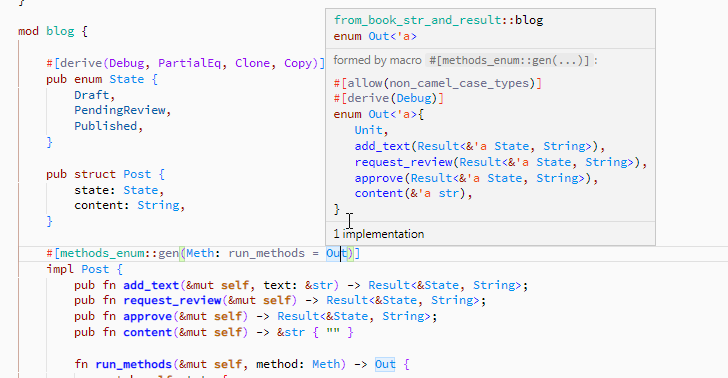 }
mod blog {
#[derive(Debug, PartialEq, Clone, Copy)]
pub enum State {
Draft,
PendingReview,
Published,
}
pub struct Post {
state: State,
content: String,
}
#[methods_enum::gen(Meth: run_methods = Out)]
impl Post {
pub fn add_text(&mut self, text: &str) -> Result<&State, String>;
pub fn request_review(&mut self) -> Result<&State, String>;
pub fn approve(&mut self) -> Result<&State, String>;
pub fn content(&mut self) -> &str { "" }
fn run_methods(&mut self, method: Meth) -> Out {
from_book_str_and_result::blog
enum Out<'a>
formed by macro #[methods_enum::gen(...)]:
#[allow(non_camel_case_types)]
#[derive(Debug)]
enum Out<'a>{
Unit,
add_text(Result<&'a State, String>),
request_review(Result<&'a State, String>),
approve(Result<&'a State, String>),
content(&'a str),
}
1 implementation